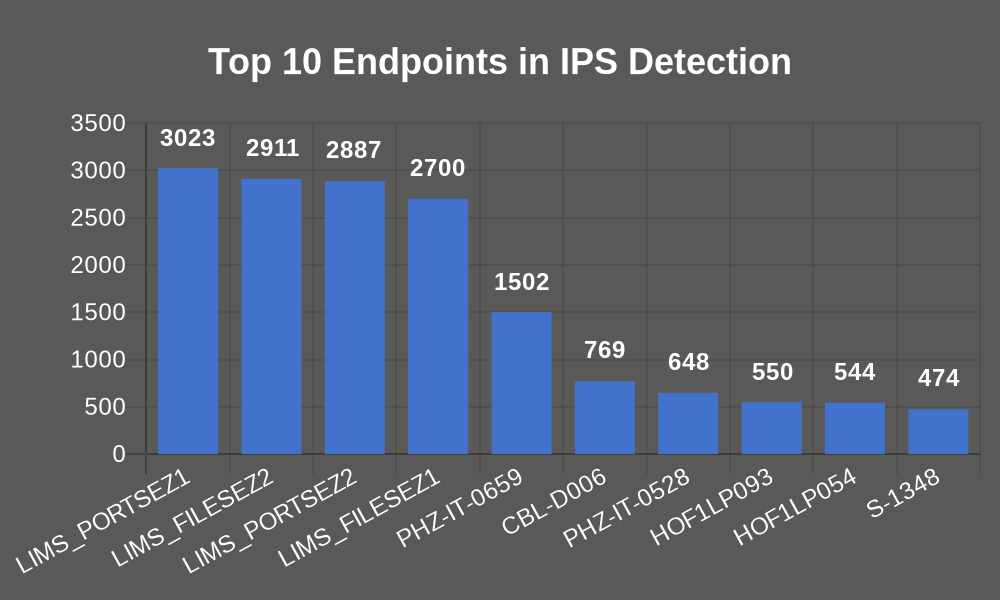 Top 10 Endpoints in IPS Detection
3500
3000
2500
2000
1500
1000
500
0
3023
2911
2887
2700
1502
769
648
550
544
474
LIMS_PORTSEZ1
LIMS_FILESEZ2
LIMS_PORTSEZ2
LIMS_FILESEZ1
PHZ-IT-0659
CBL-D006
PHZ-IT-0528
HOF1LP093
HOF1LP054
S-1348